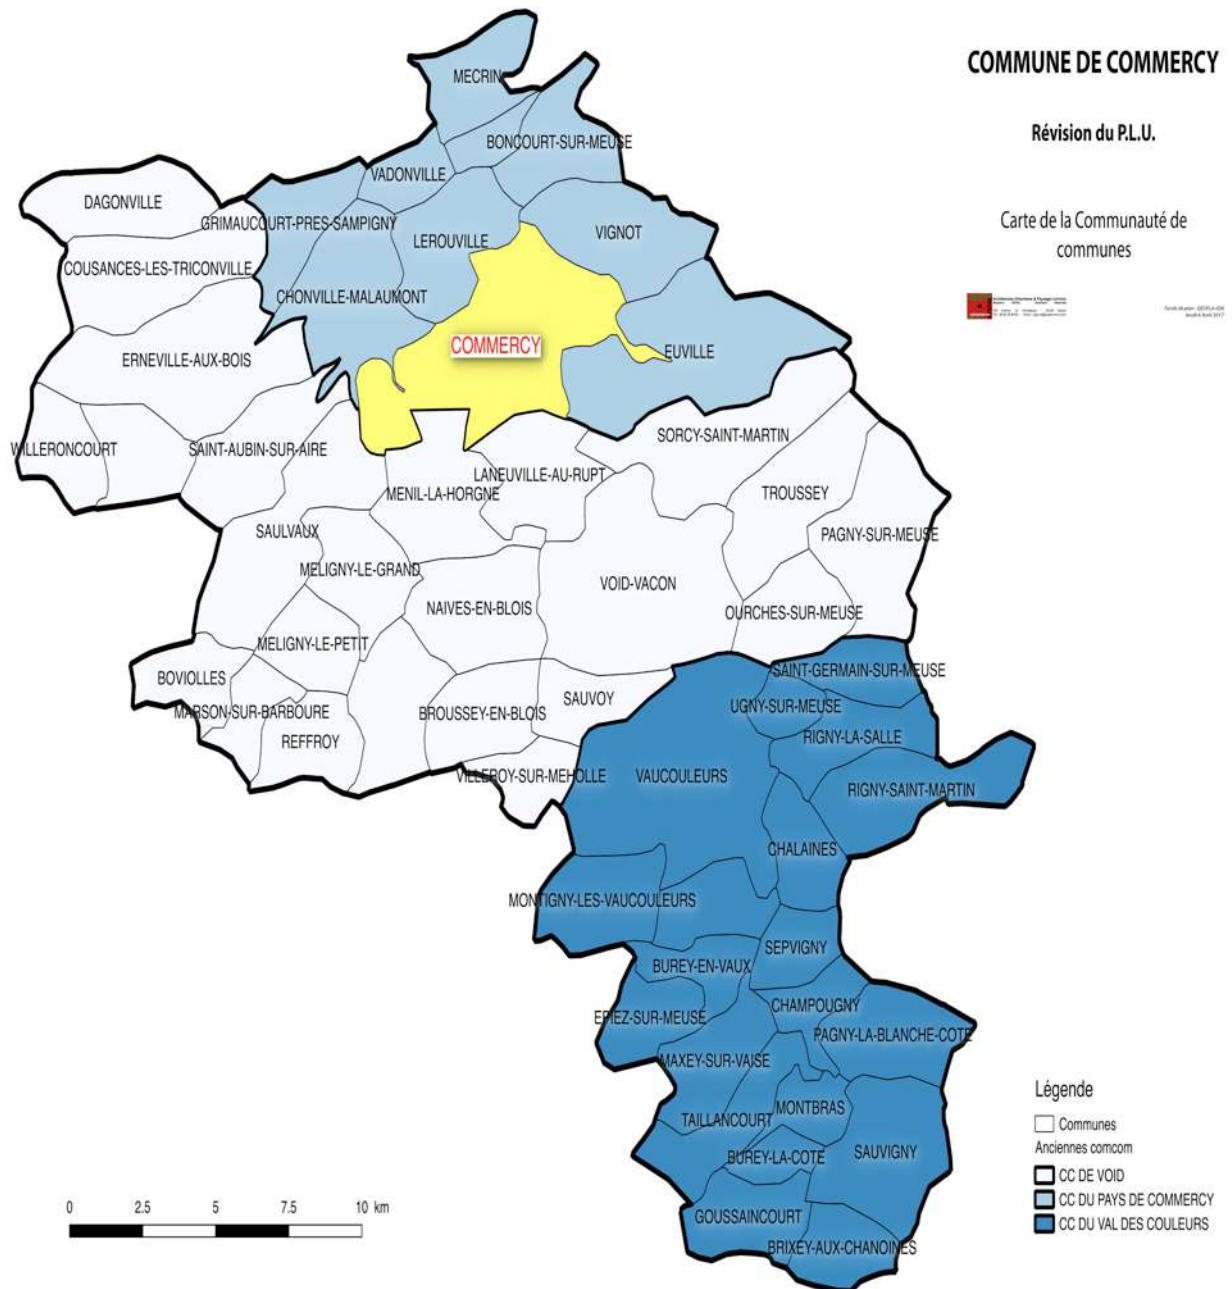 COMMUNE DE COMMERCY
Révision du P.L.U.
Carte de la Communauté de
communes
MECRIN
BONCOURT-SUR-MEUSE
VADONVILLE
DAGONVILLE
GRIMAUCOURT-PRES-SAMPIGNY
VIGNOT
LEROUVILLE
COUSANCES-LES-TRICONVILLE
CHONVILLE-MALAUMONT
COMMERCY
EUVILLE
ERNEVILLE-AUX-BOIS
SORCY-SAINT-MARTIN
WILLERONCOURT
SAINT-AUBIN-SUR-AIRE
LANEUVILLE-AU-RUPT
MENIL-LA-HORGNE
TROUSSEY
SAULVAUX
PAGNY-SUR-MEUSE
MELIGNY-LE-GRAND
VOID-VACON
NAIVES-EN-BLOIS
OURCHES-SUR-MEUSE
MELIGNY-LE-PETIT
BOVIOLLES
SAINT-GERMAIN-SUR-MEUSE
MARSON-SUR-BARBOURE
BROUSSEY-EN-BLOIS
SAUVOY
UGNY-SUR-MEUSE
REFFROY
RIGNY-LA-SALLE
VILLEROY-SUR-MEHOLLE
VAUCOULEURS
RIGNY-SAINT-MARTIN
CHALAINES
MONTIGNY-LES-VAUCOULEURS
SEPVIGNY
BUREY-EN-VAUX
CHAMPOUGNY
EPIEZ-SUR-MEUSE
PAGNY-LA-BLANCHE-COTE
MAXEY-SUR-VAISE
MONTBRAS
TAILLANCOURT
SAUVIGNY
BUREY-LA-COTE
GOUSSAINCOURT
BRIXEY-AUX-CHANOINES
Légende
Communes
Anciennes comcom
CC DE VOID
CC DU PAYS DE COMMERCY
CC DU VAL DES COULEURS
0 2.5 5 7.5 10 km